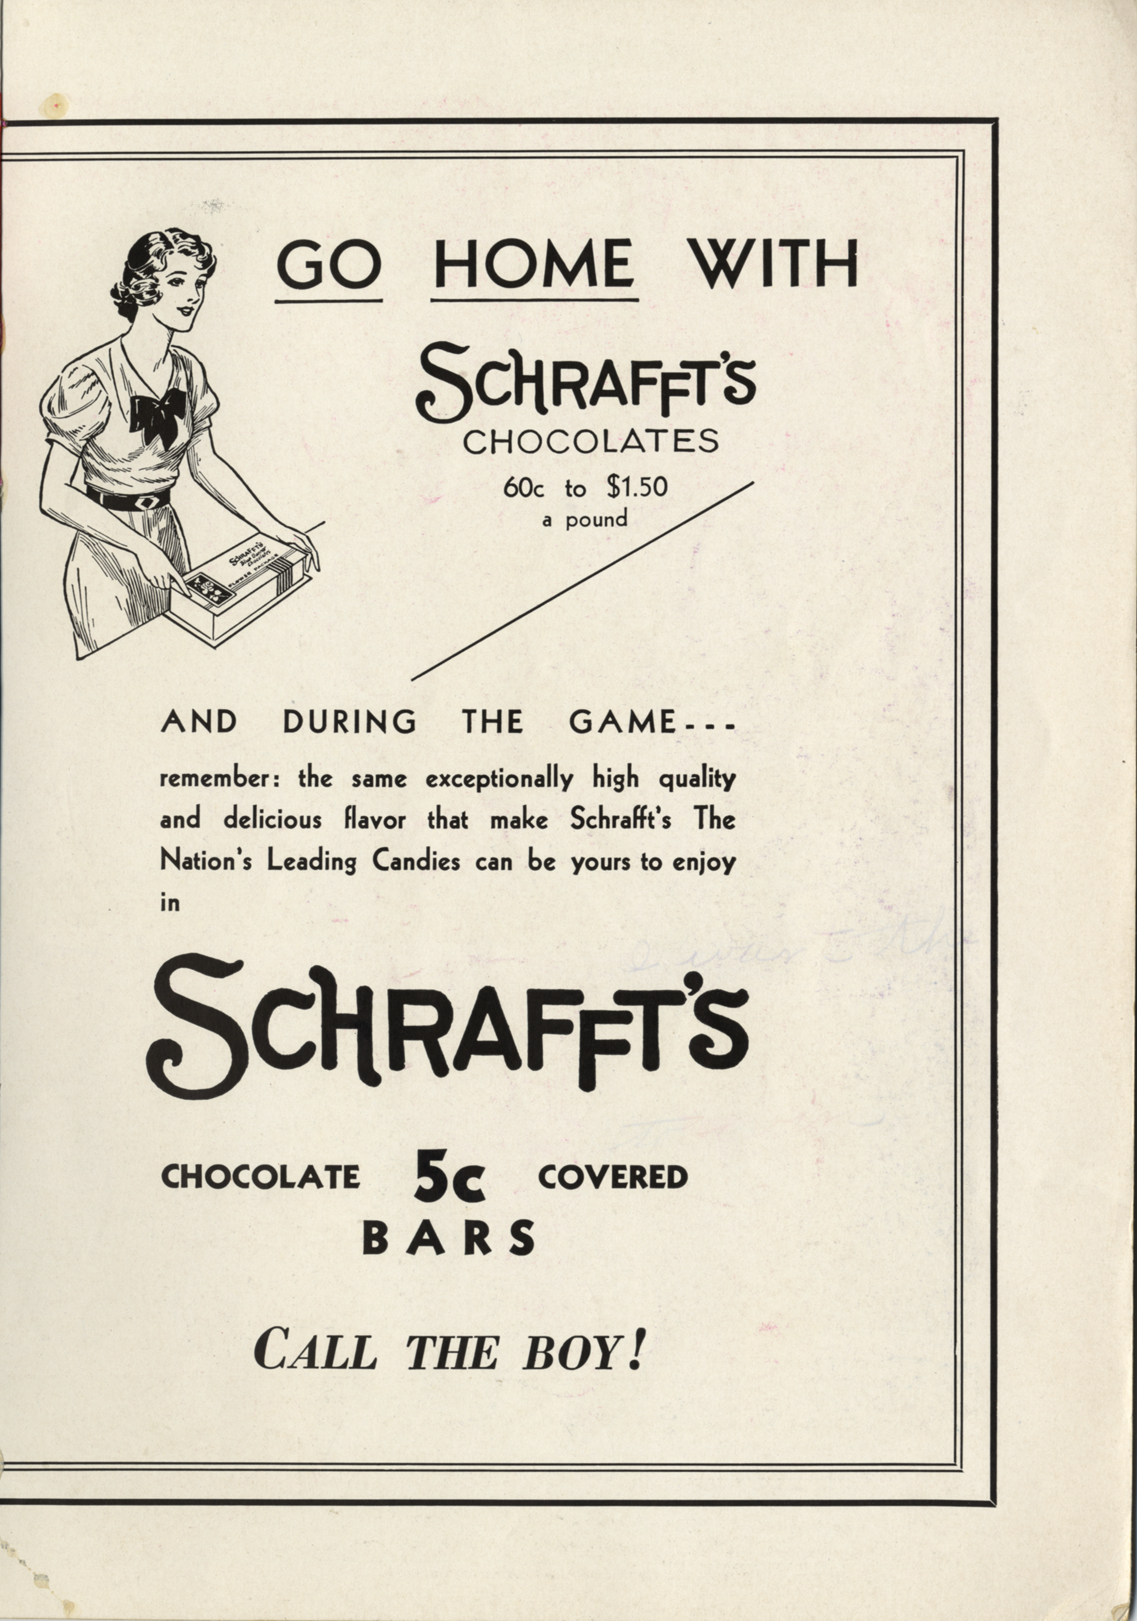 GO HOME WITH
SCHRAFFT'S
CHOCOLATES
60c to $1.50
a pound
SCHRAFFT'S
AND DURING THE GAME---
remember: the same exceptionally high quality
and delicious flavor that make Schrafft's The
Nation's Leading Candies can be yours to enjoy
in
SCHRAFFT'S
CHOCOLATE 5c COVERED
BARS
CALL THE BOY!